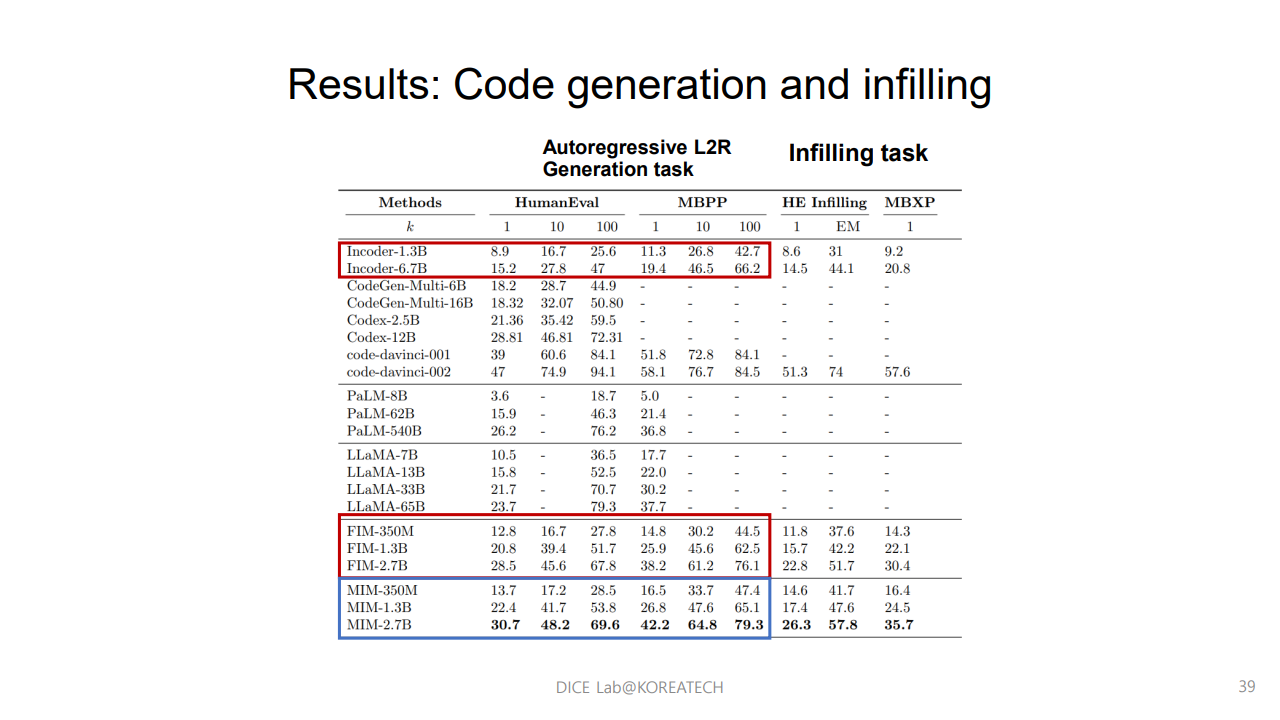 Results: Code generation and infilling
Autoregressive L2R
Generation task
Infilling task
Methods HumanEval MBPP HE Infilling MBXP
k 1 10 100 1 10 100 1 EM 1
Incoder-1.3B 8.9 16.7 25.6 11.3 26.8 42.7 8.6 31 9.2
Incoder-6.7B 15.2 27.8 47 19.4 46.5 66.2 14.5 44.1 20.8
CodeGen-Multi-6B 18.2 28.7 44.9 - - - - - -
CodeGen-Multi-16B 18.32 32.07 50.80 - - - - - -
Codex-2.5B 21.36 35.42 59.5 - - - - - -
Codex-12B 28.81 46.81 72.31 - - - - - -
code-davinci-001 39 60.6 84.1 51.8 72.8 84.1 - - -
code-davinci-002 47 74.9 94.1 58.1 76.7 84.5 51.3 74 57.6
PaLM-8B 3.6 - 18.7 5.0 - - - - -
PaLM-62B 15.9 - 46.3 21.4 - - - - -
PaLM-540B 26.2 - 76.2 36.8 - - - - -
LLaMA-7B 10.5 - 36.5 17.7 - - - - -
LLaMA-13B 15.8 - 52.5 22.0 - - - - -
LLaMA-33B 21.7 - 70.7 30.2 - - - - -
LLaMA-65B 23.7 - 79.3 37.7 - - - - -
FIM-350M 12.8 16.7 27.8 14.8 30.2 44.5 11.8 37.6 14.3
FIM-1.3B 20.8 39.4 51.7 25.9 45.6 62.5 15.7 42.2 22.1
FIM-2.7B 28.5 45.6 67.8 38.2 61.2 76.1 22.8 51.7 30.4
MIM-350M 13.7 17.2 28.5 16.5 33.7 47.4 14.6 41.7 16.4
MIM-1.3B 22.4 41.7 53.8 26.8 47.6 65.1 17.4 47.6 24.5
MIM-2.7B 30.7 48.2 69.6 42.2 64.8 79.3 26.3 57.8 35.7
DICE Lab@KOREATECH
39